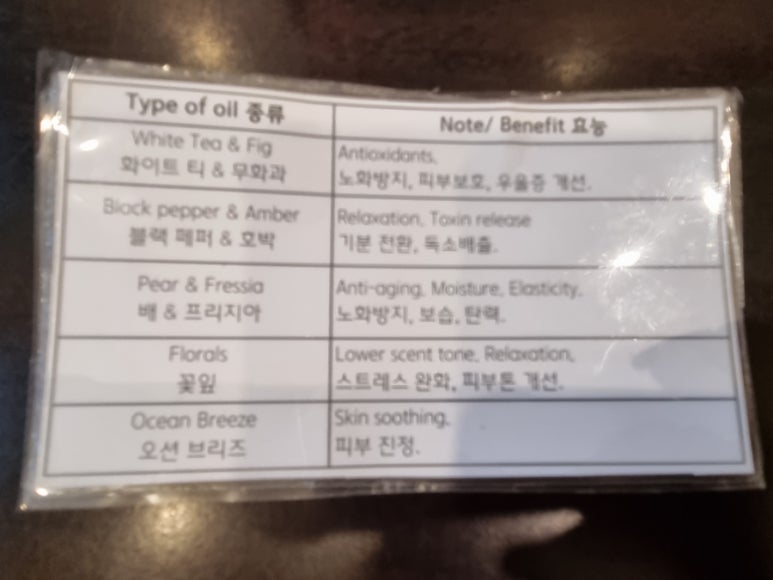 Type of oil 종류
Note/ Benefit 효능
White Tea & Fig
화이트 티 & 무화과
Antioxidants,
노화방지, 피부보호, 우울증 개선.
Black pepper & Amber
블랙 페퍼 & 호박
Relaxation, Toxin release
기분 전환, 독소배출.
Pear & Fressia
배 & 프리지아
Anti-aging, Moisture, Elasticity.
노화방지, 보습, 탄력.
Florals
꽃잎
Lower scent tone, Relaxation,
스트레스 완화, 피부톤 개선.
Ocean Breeze
오션 브리즈
Skin soothing.
피부 진정.